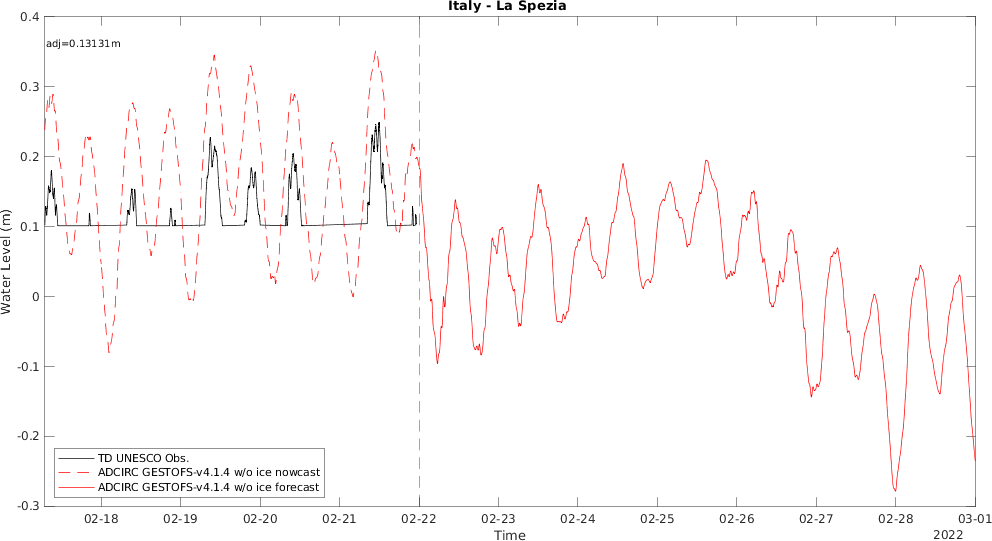 Italy - La Spezia
adj=0.13131m
0.4
0.3
0.2
0.1
0
-0.1
-0.2
-0.3
Water Level (m)
TD UNESCO Obs.
ADCIRC GESTOFS-v4.1.4 w/o ice nowcast
ADCIRC GESTOFS-v4.1.4 w/o ice forecast
02-18 02-19 02-20 02-21 02-22 02-23 02-24 02-25 02-26 02-27 02-28 03-01
Time
2022